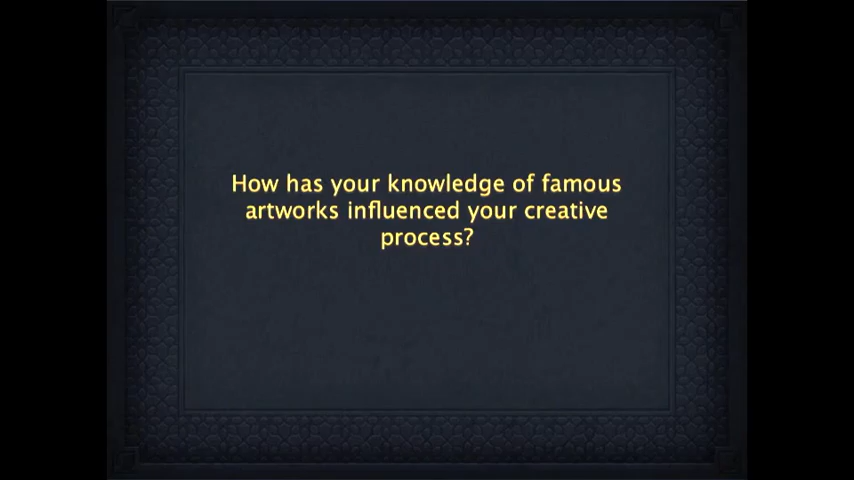 How has your knowledge of famous
artworks influenced your creative
process?